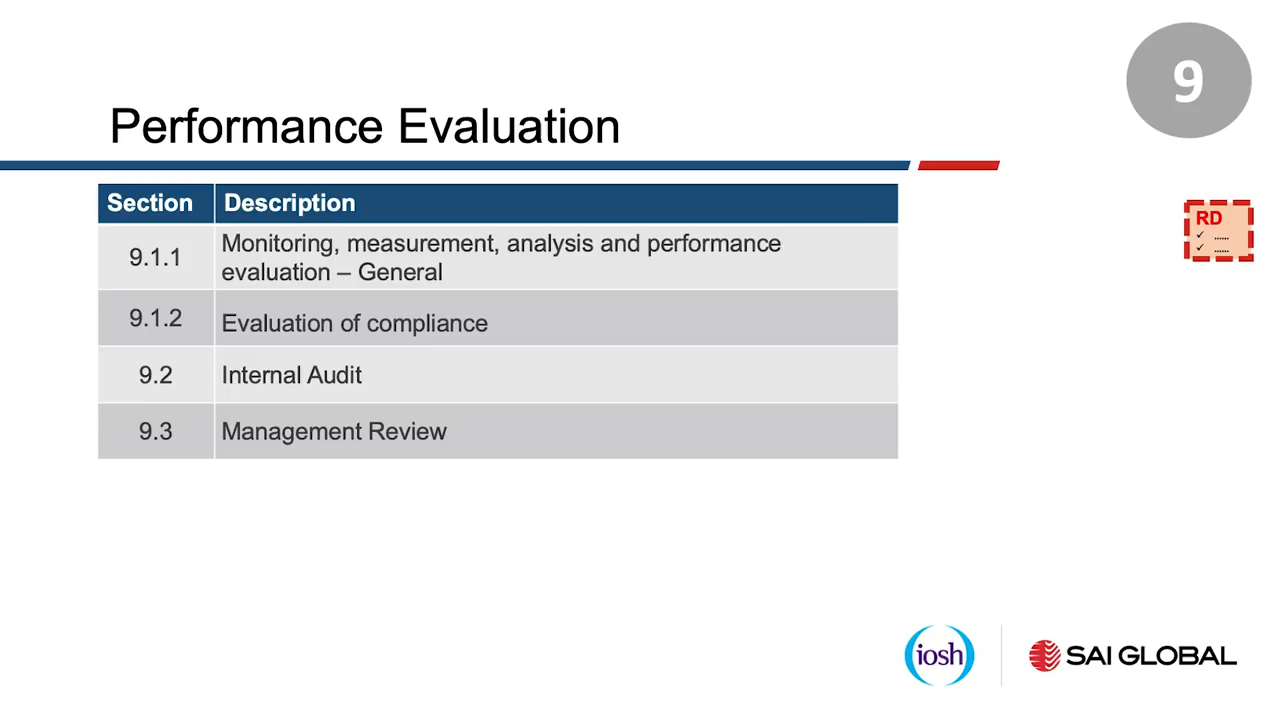 9
Performance Evaluation
Section Description
9.1.1 Monitoring, measurement, analysis and performance
evaluation – General
9.1.2 Evaluation of compliance
9.2 Internal Audit
9.3 Management Review
RD
✓ ......
✓ ......
iosh SAI GLOBAL